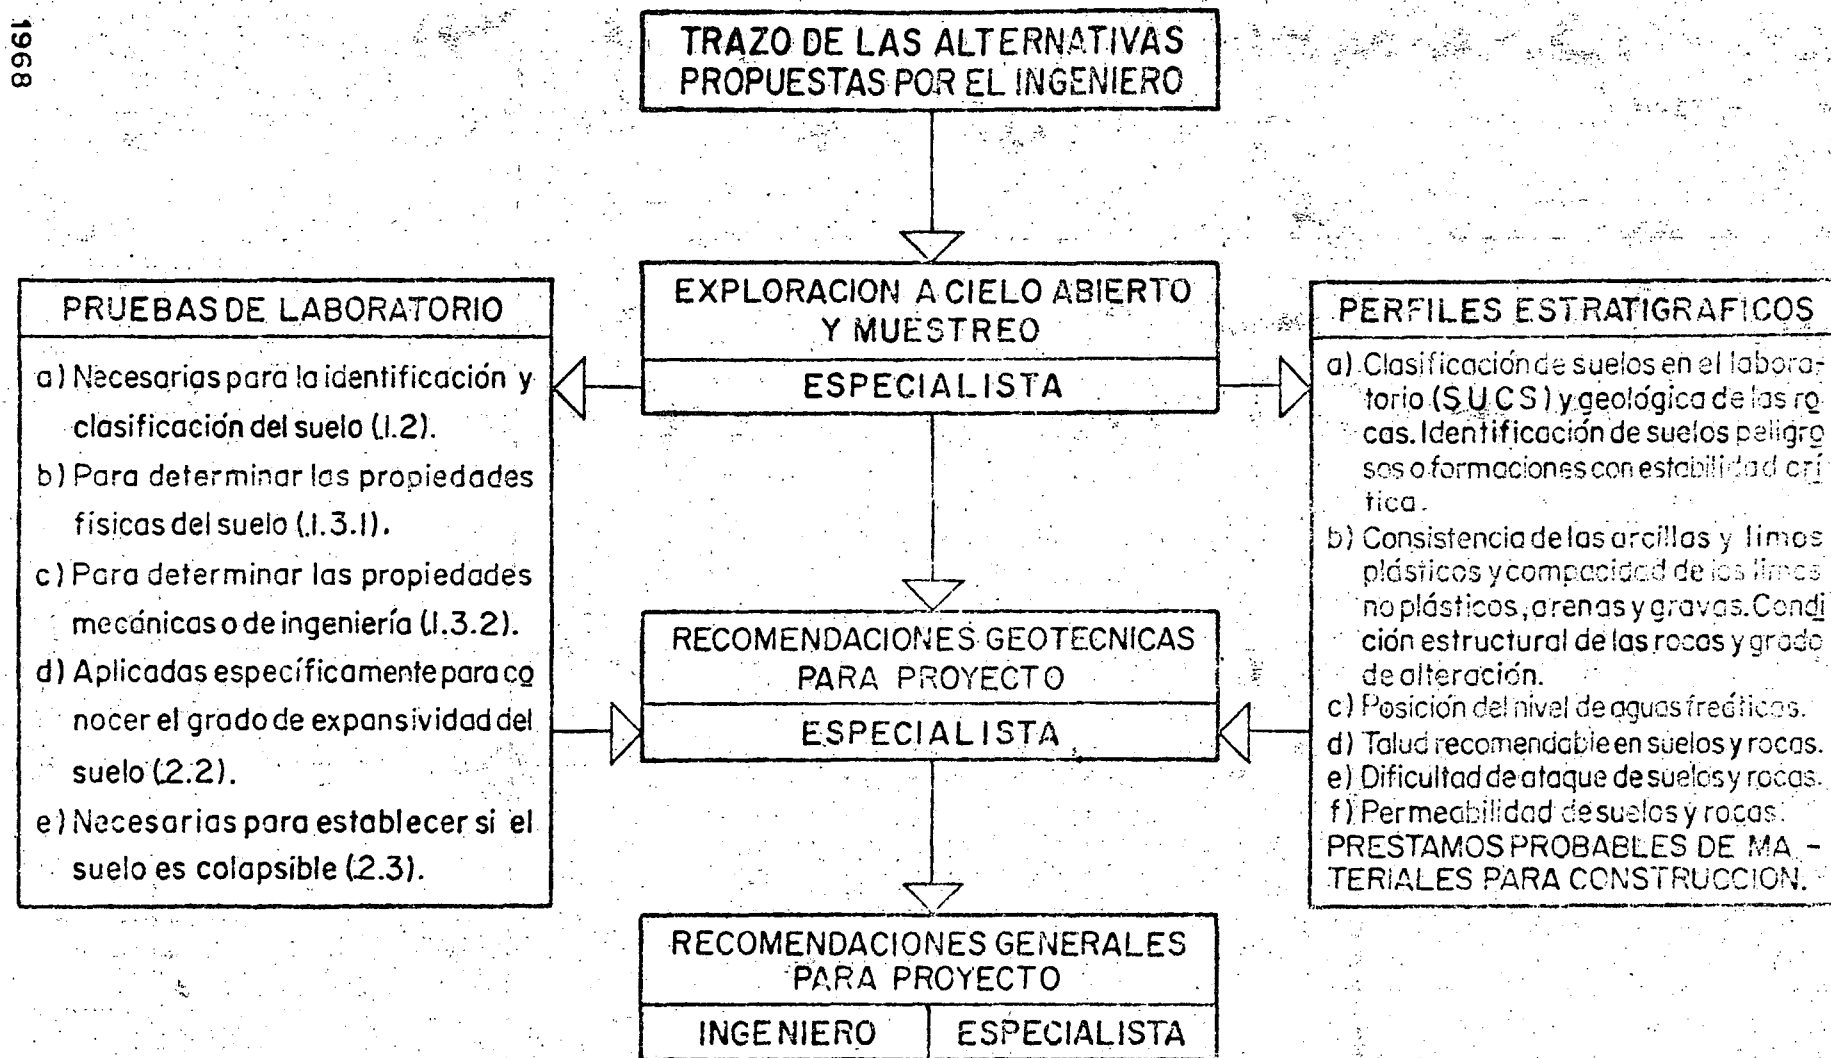 1968
TRAZO DE LAS ALTERNATIVAS
PROPUESTAS POR EL INGENIERO
EXPLORACION A CIELO ABIERTO
Y MUESTREO
ESPECIALISTA
PRUEBAS DE LABORATORIO
a) Necesarias para la identificación y
clasificación del suelo (.1.2).
b) Para determinar las propiedades
físicas del suelo (.1.3.1).
c) Para determinar las propiedades
mecánicas o de ingeniería (.1.3.2).
d) Aplicadas específicamente para co
nocer el grado de expansividad del
suelo (.2.2).
e) Necesarias para establecer si el
suelo es colapsible (.2.3).
PERFILES ESTRATIGRAFICOS
a) Clasificación de suelos en el labora-
torio (S U C S) y geológica de las ro
cas. Identificación de suelos peligro
sos o formaciones con estabilidad crí
tica.
b) Consistencia de las arcillas y limos
plásticos y compacidad de los limos
no plásticos, arenas y gravas. Condi
ción estructural de las rocas y grado
de alteración.
c) Posición del nivel de aguas freáticas.
d) Talud recomendable en suelos y rocas.
e) Dificultad de ataque de suelos y rocas.
f) Permeabilidad de suelos y rocas.
PRESTAMOS PROBABLES DE MA -
TERIALES PARA CONSTRUCCION.
RECOMENDACIONES GEOTECNICAS
PARA PROYECTO
ESPECIALISTA
RECOMENDACIONES GENERALES
PARA PROYECTO
INGENIERO
ESPECIALISTA